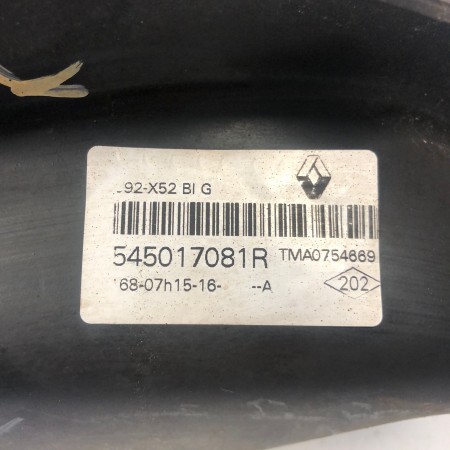 92-X52 BI G
545017081R TMA0754669
68-07h15-16- --A
202